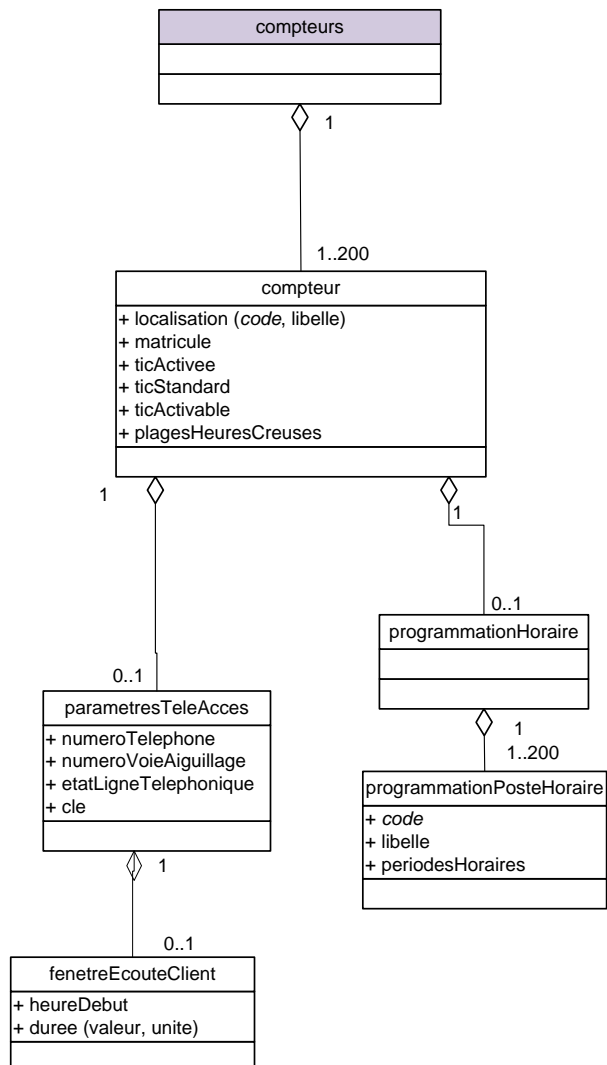 compteurs
1
1..200
compteur
+ localisation (code, libelle)
+ matricule
+ ticActivee
+ ticStandard
+ ticActivable
+ plagesHeuresCreuses
1
1
0..1
programmationHoraire
0..1
parametresTeleAcces
+ numeroTelephone
+ numeroVoieAiguillage
+ etatLigneTelephonique
+ cle
1
1..200
programmationPosteHoraire
+ code
+ libelle
+ periodesHoraires
1
0..1
fenetreEcouteClient
+ heureDebut
+ duree (valeur, unite)